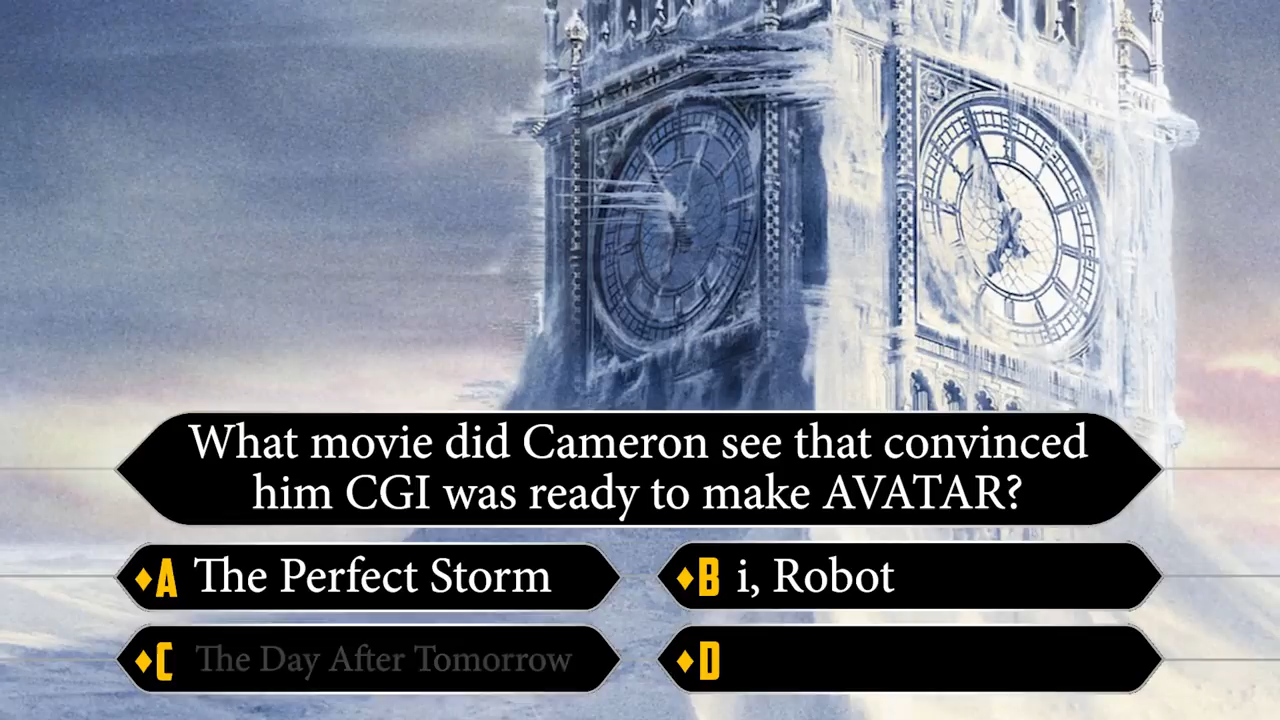 What movie did Cameron see that convinced
him CGI was ready to make AVATAR?
A The Perfect Storm
B i, Robot
C The Day After Tomorrow
D